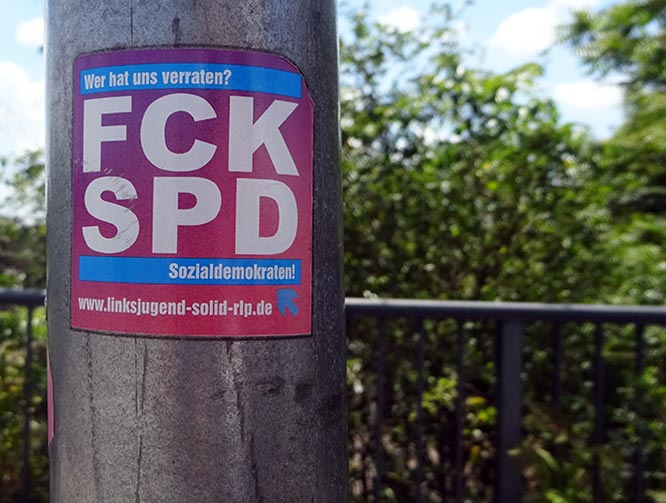 Wer hat uns verraten?
FCK
SPD
Sozialdemokraten!
www.linksjugend-solid-rlp.de